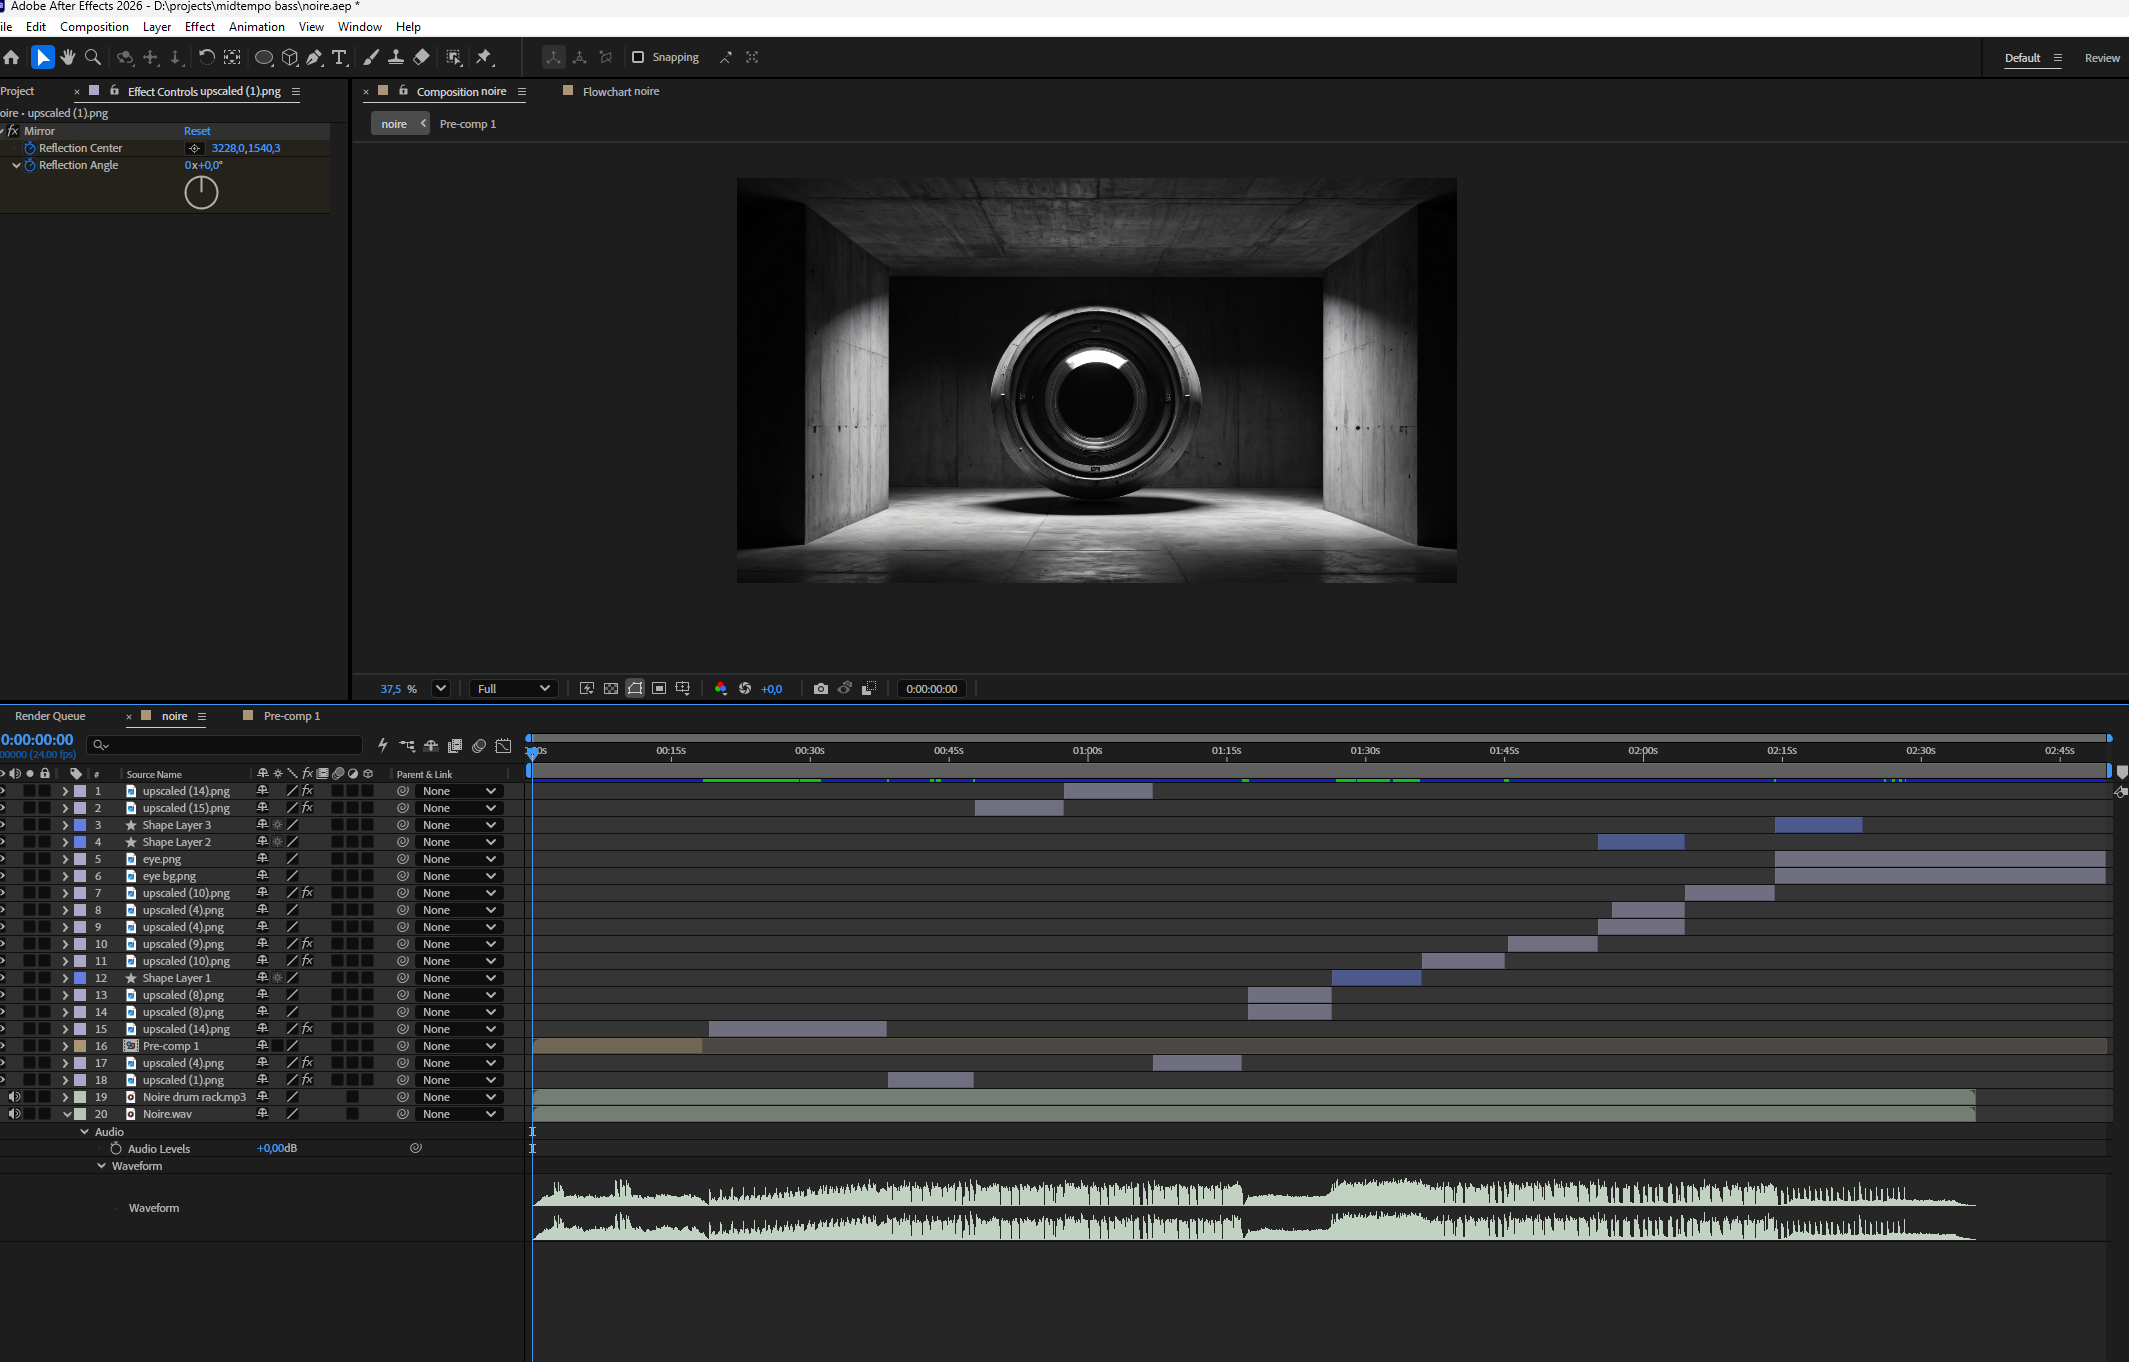 Adobe After Effects 2026 - D:\projects\midtempo bass\noire.aep *
ile Edit Composition Layer Effect Animation View Window Help
Snapping
Default Review
Project Effect Controls upscaled (1).png
Composition noire Flowchart noire
oire • upscaled (1).png
noire Pre-comp 1
fx Mirror Reset
Reflection Center 3228,0,1540,3
Reflection Angle 0x+0,0°
37,5 % Full +0,0 0:00:00:00
Render Queue noire Pre-comp 1
0:00:00:00
00000 (24.00 fps)
:00s 00:15s 00:30s 00:45s 01:00s 01:15s 01:30s 01:45s 02:00s 02:15s 02:30s 02:45s
# Source Name fx Parent & Link
1 upscaled (14).png fx None
2 upscaled (15).png fx None
3 Shape Layer 3 None
4 Shape Layer 2 None
5 eye.png None
6 eye bg.png None
7 upscaled (10).png fx None
8 upscaled (4).png None
9 upscaled (4).png None
10 upscaled (9).png fx None
11 upscaled (10).png fx None
12 Shape Layer 1 None
13 upscaled (8).png None
14 upscaled (8).png None
15 upscaled (14).png fx None
16 Pre-comp 1 None
17 upscaled (4).png fx None
18 upscaled (1).png fx None
19 Noire drum rack.mp3 None
20 Noire.wav None
Audio
Audio Levels +0,00dB
Waveform
Waveform